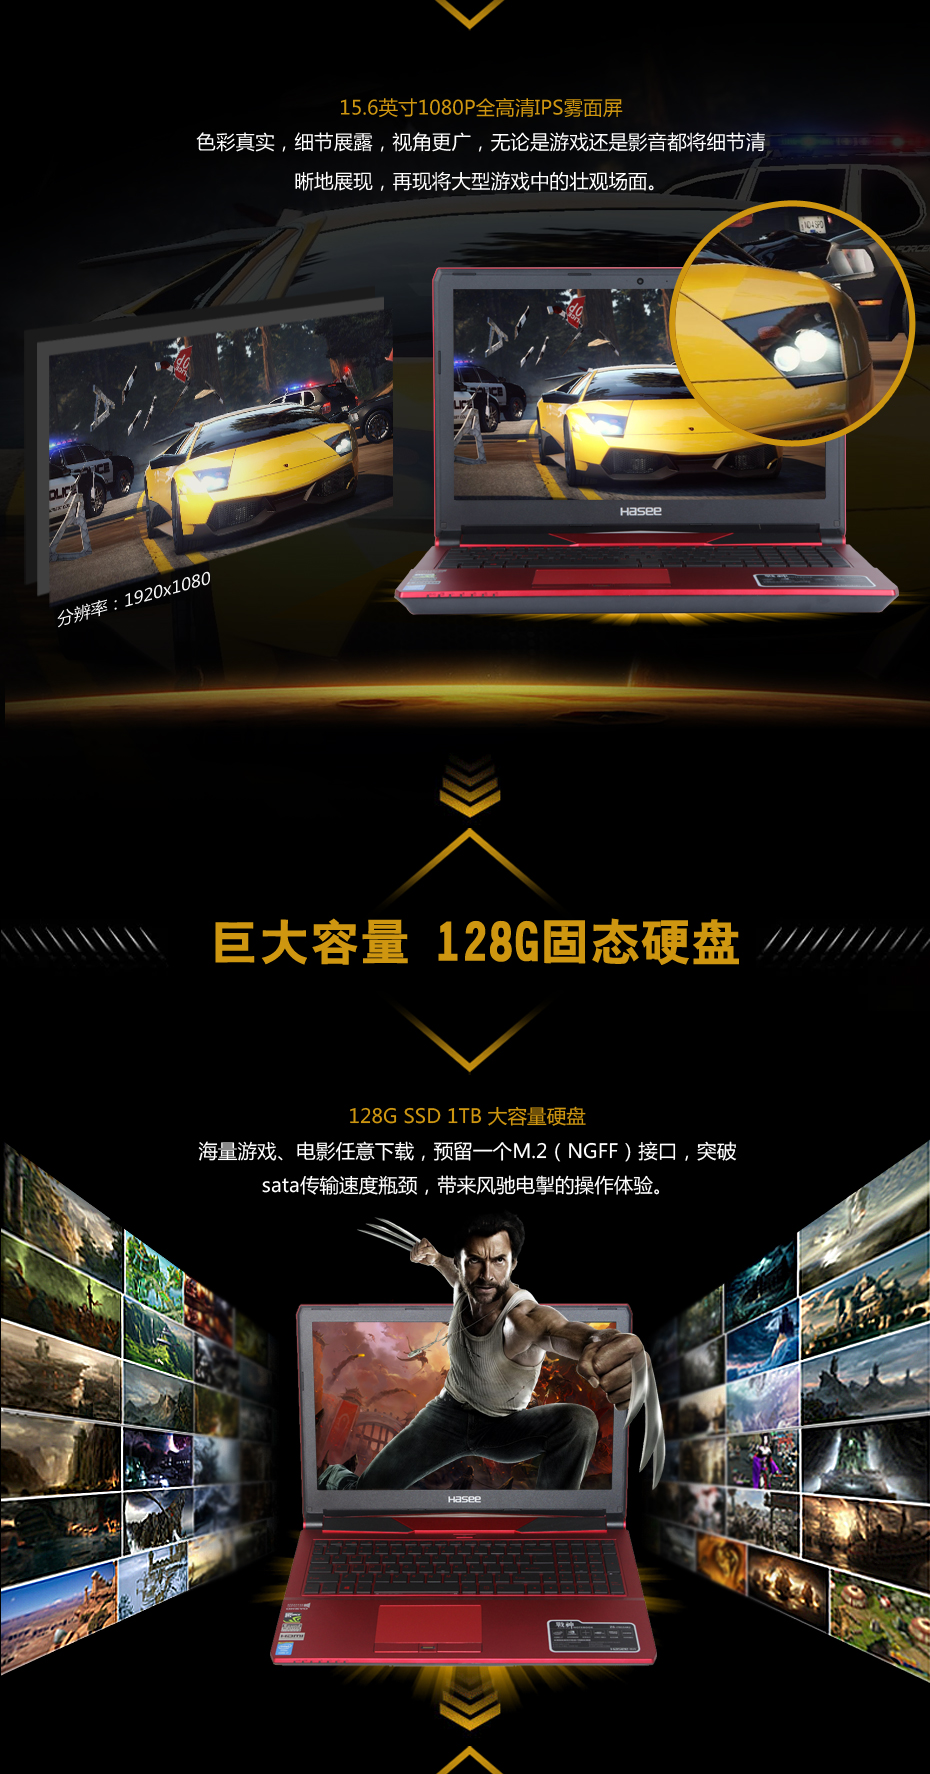 15.6英寸1080P全高清IPS雾面屏
色彩真实，细节展露，视角更广，无论是游戏还是影音都将细节清
晰地展现，再现将大型游戏中的壮观场面。
Hasee
分辨率：1920x1080
巨大容量 128G固态硬盘
128G SSD 1TB 大容量硬盘
海量游戏、电影任意下载，预留一个M.2（NGFF）接口，突破
sata传输速度瓶颈，带来风驰电掣的操作体验。
Hasee